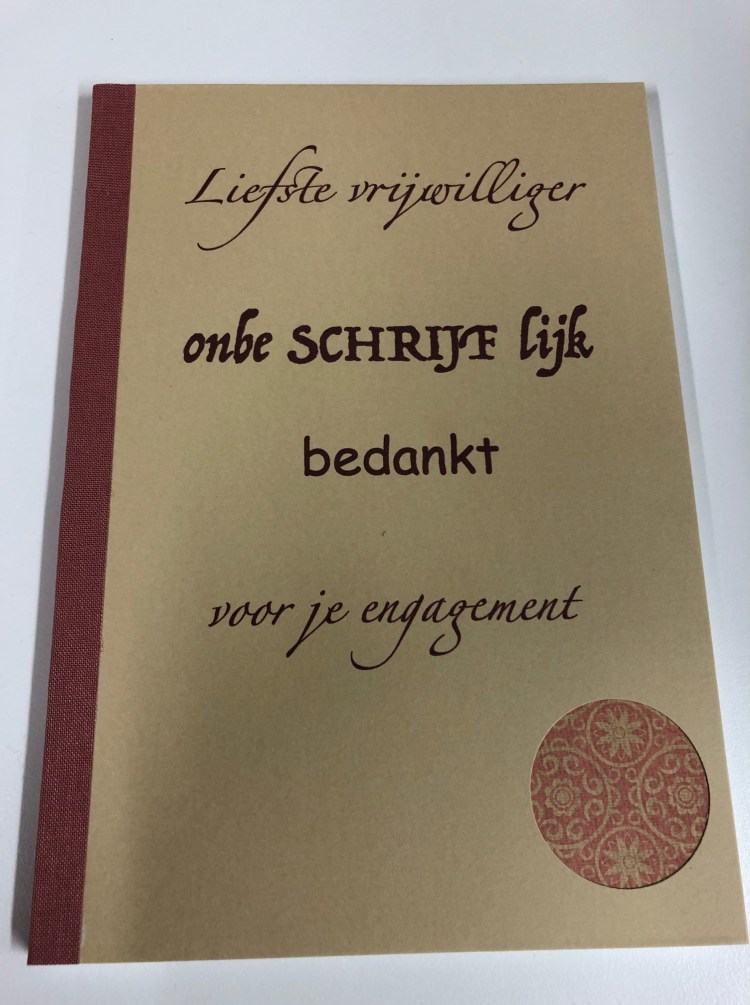 Liefste vrijwilliger
onbe SCHRIJF lijk
bedankt
voor je engagement